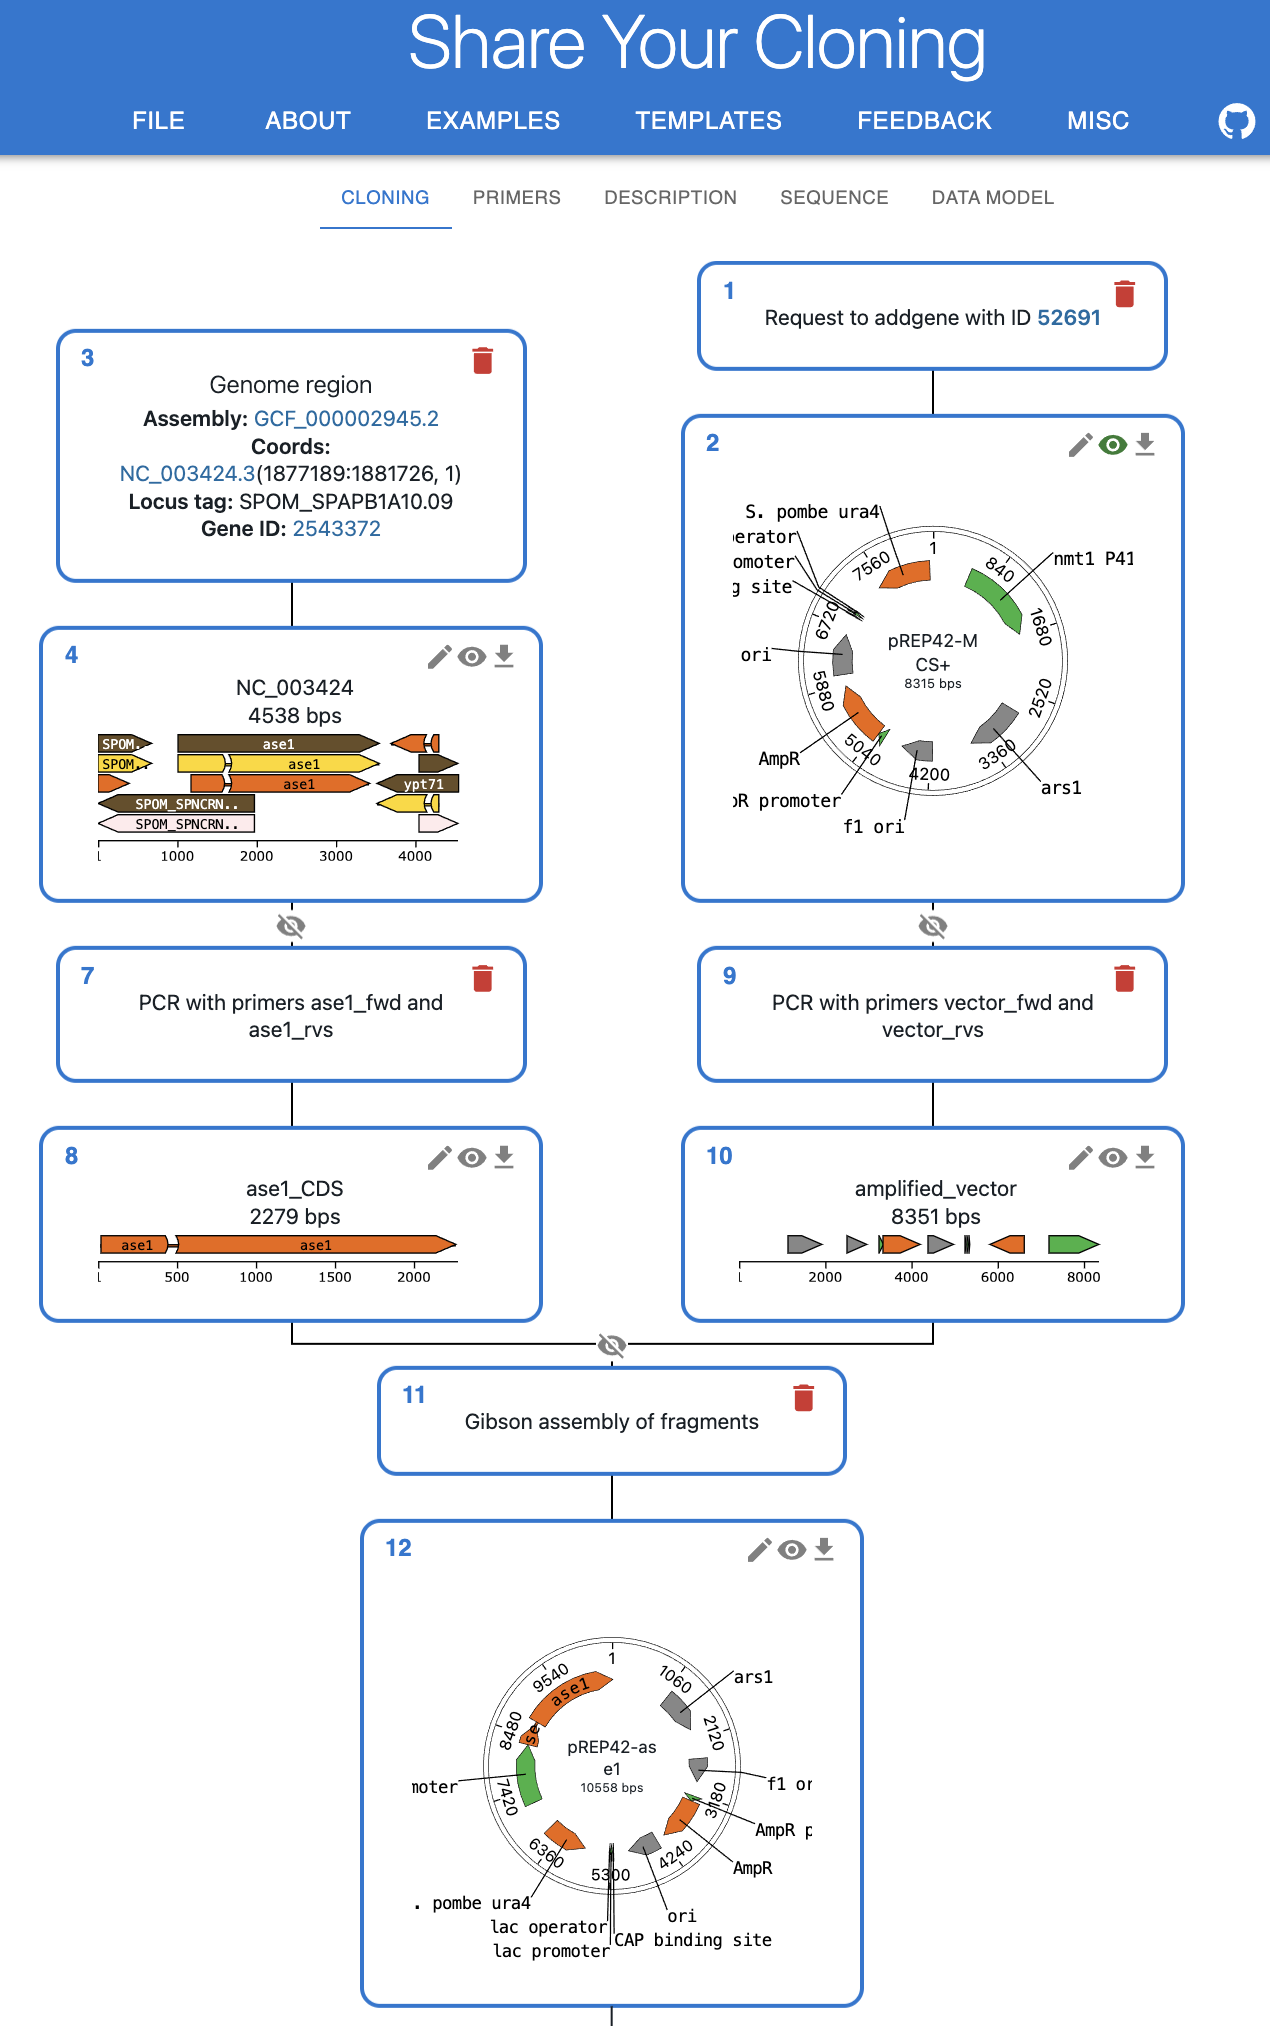 Share Your Cloning
FILE ABOUT EXAMPLES TEMPLATES FEEDBACK MISC
CLONING PRIMERS DESCRIPTION SEQUENCE DATA MODEL
1
Request to addgene with ID 52691
3
Genome region
Assembly: GCF_000002945.2
Coords:
NC_003424.3(1877189:1881726, 1)
Locus tag: SPOM_SPAPB1A10.09
Gene ID: 2543372
2
S. pombe ura4
erator
omoter
g site
ori
AmpR
oR promoter
f1 ori
ars1
nmt1 P41
1
840
1680
2520
3360
4200
5040
5880
6720
7560
pREP42-M
CS+
8315 bps
4
NC_003424
4538 bps
SPOM.
ase1
SPOM..
ase1
ase1
ypt71
SPOM_SPNCRN..
SPOM_SPNCRN..
1000 2000 3000 4000
7
PCR with primers ase1_fwd and
ase1_rvs
9
PCR with primers vector_fwd and
vector_rvs
8
ase1_CDS
2279 bps
ase1 ase1
500 1000 1500 2000
10
amplified_vector
8351 bps
2000 4000 6000 8000
11
Gibson assembly of fragments
12
1
1060
2120
3180
4240
5300
6360
7420
8480
9540
ase1
se
pREP42-as
e1
10558 bps
ars1
f1 or
AmpR p
AmpR
ori
CAP binding site
lac promoter
lac operator
. pombe ura4
moter